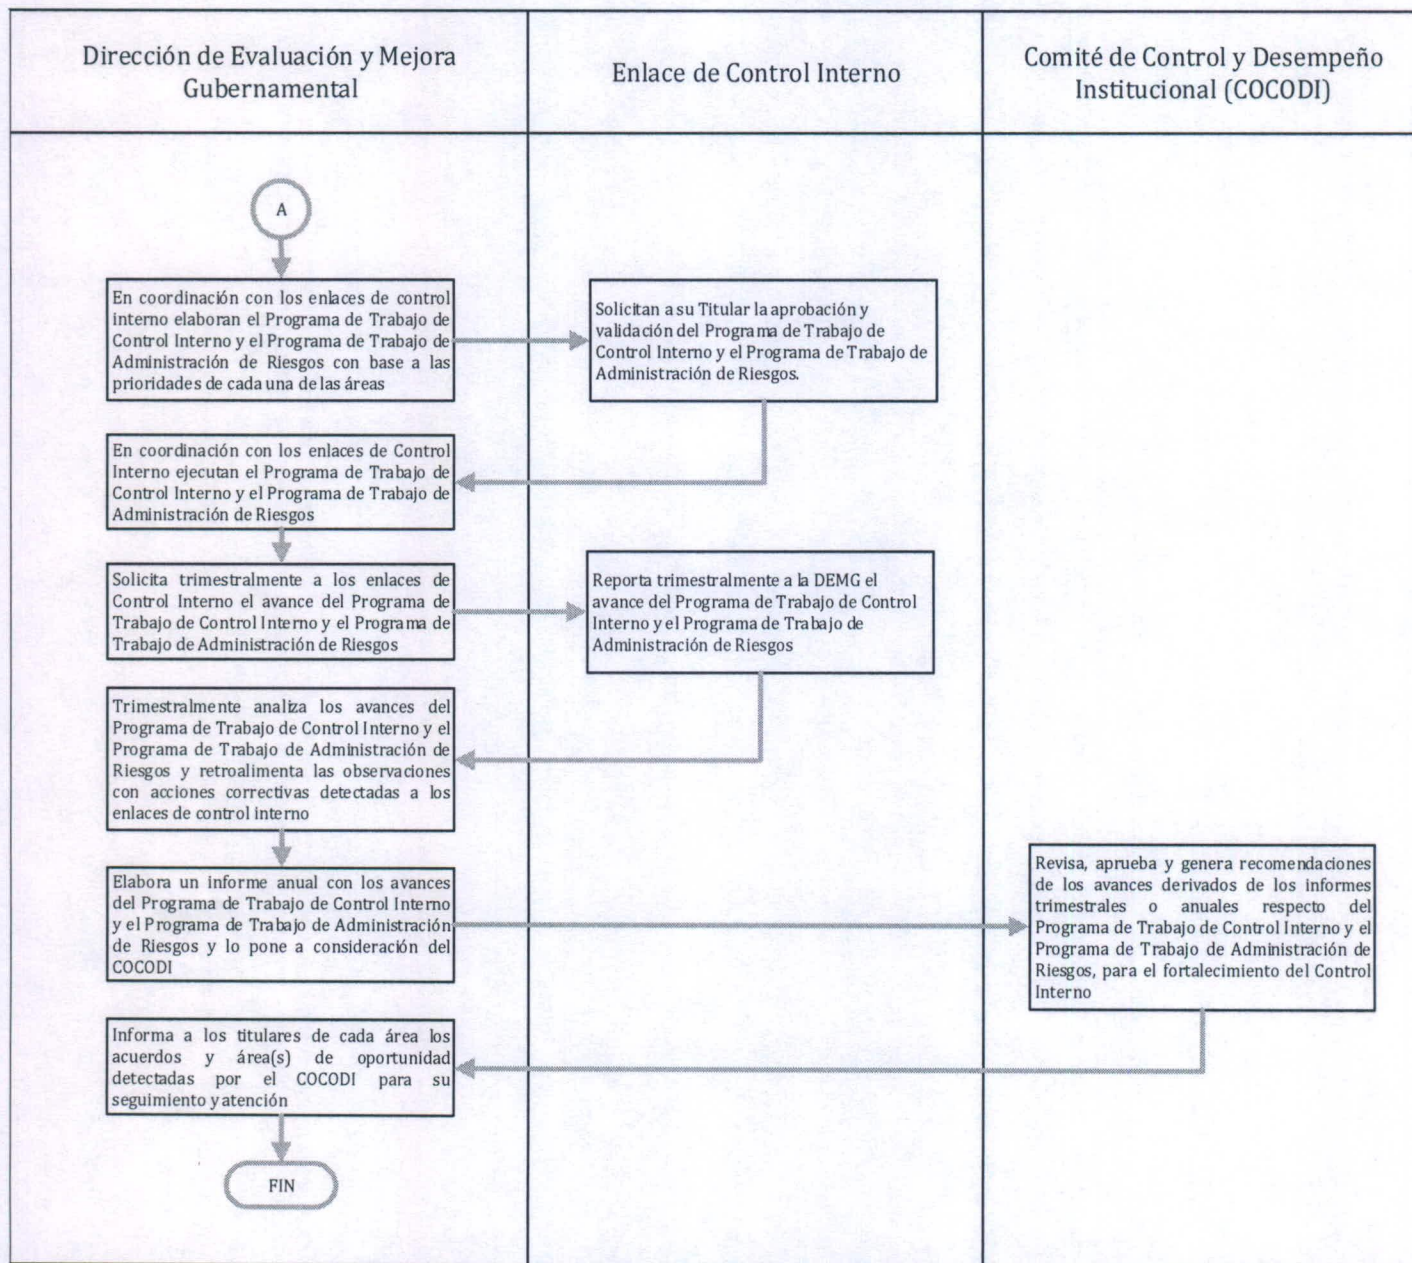 Dirección de Evaluación y Mejora
Gubernamental
Enlace de Control Interno
Comité de Control y Desempeño
Institucional (COCODI)
A
En coordinación con los enlaces de control
interno elaboran el Programa de Trabajo de
Control Interno y el Programa de Trabajo de
Administración de Riesgos con base a las
prioridades de cada una de las áreas
Solicitan a su Titular la aprobación y
validación del Programa de Trabajo de
Control Interno y el Programa de Trabajo de
Administración de Riesgos.
En coordinación con los enlaces de Control
Interno ejecutan el Programa de Trabajo de
Control Interno y el Programa de Trabajo de
Administración de Riesgos
Solicita trimestralmente a los enlaces de
Control Interno el avance del Programa de
Trabajo de Control Interno y el Programa de
Trabajo de Administración de Riesgos
Reporta trimestralmente a la DEMG el
avance del Programa de Trabajo de Control
Interno y el Programa de Trabajo de
Administración de Riesgos
Trimestralmente analiza los avances del
Programa de Trabajo de Control Interno y el
Programa de Trabajo de Administración de
Riesgos y retroalimenta las observaciones
con acciones correctivas detectadas a los
enlaces de control interno
Elabora un informe anual con los avances
del Programa de Trabajo de Control Interno
y el Programa de Trabajo de Administración
de Riesgos y lo pone a consideración del
COCODI
Revisa, aprueba y genera recomendaciones
de los avances derivados de los informes
trimestrales o anuales respecto del
Programa de Trabajo de Control Interno y el
Programa de Trabajo de Administración de
Riesgos, para el fortalecimiento del Control
Interno
Informa a los titulares de cada área los
acuerdos y área(s) de oportunidad
detectadas por el COCODI para su
seguimiento y atención
FIN